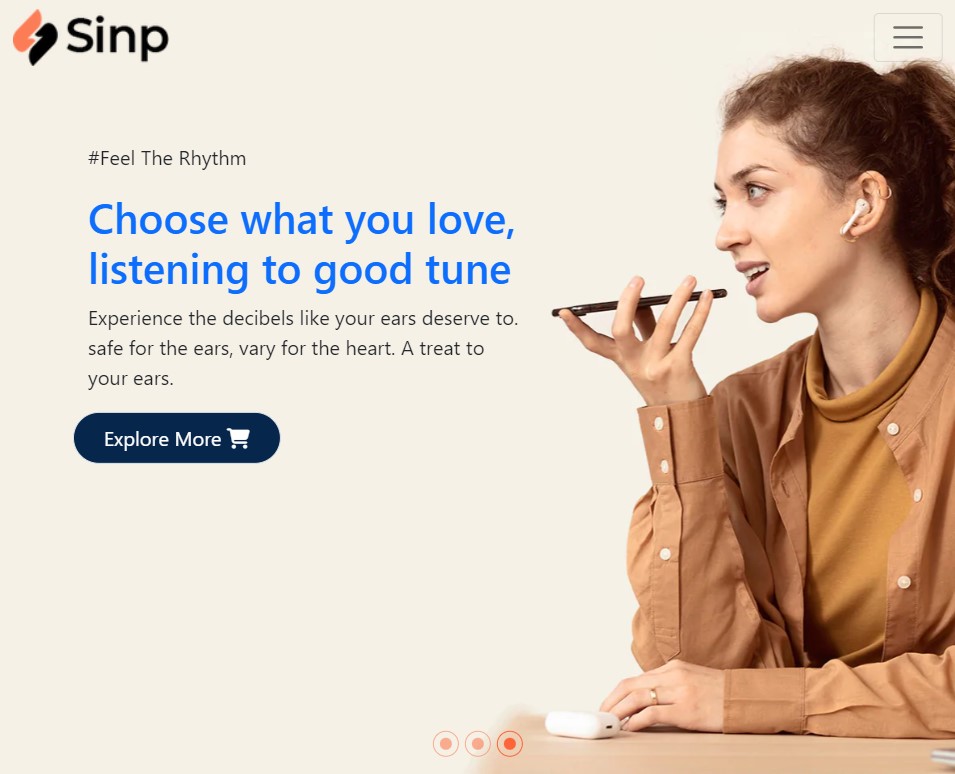 Sinp
#Feel The Rhythm
Choose what you love,
listening to good tune
Experience the decibels like your ears deserve to.
safe for the ears, vary for the heart. A treat to
your ears.
Explore More